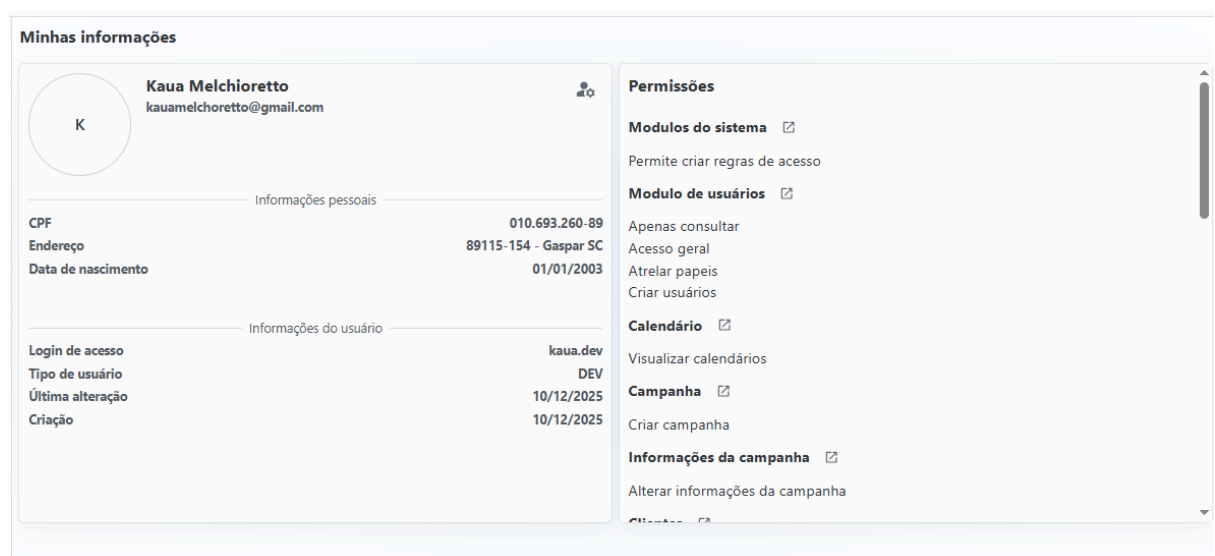 Minhas informações
K
Kaua Melchioretto
kauamelchoretto@gmail.com
Informações pessoais
CPF 010.693.260-89
Endereço 89115-154 - Gaspar SC
Data de nascimento 01/01/2003
Informações do usuário
Login de acesso kaua.dev
Tipo de usuário DEV
Última alteração 10/12/2025
Criação 10/12/2025
Permissões
Modulos do sistema
Permite criar regras de acesso
Modulo de usuários
Apenas consultar
Acesso geral
Atrelar papeis
Criar usuários
Calendário
Visualizar calendários
Campanha
Criar campanha
Informações da campanha
Alterar informações da campanha
Clientes